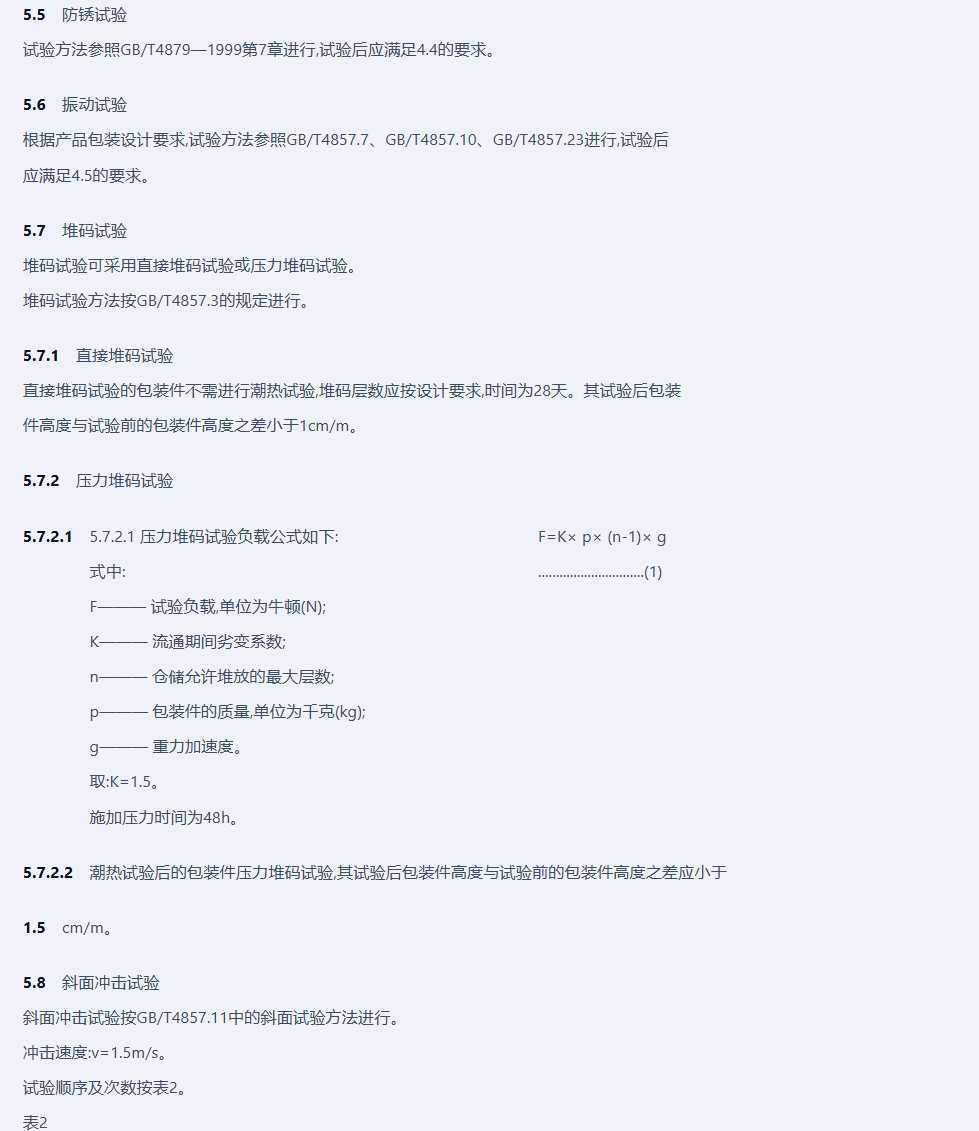 5.5 防锈试验
试验方法参照GB/T4879—1999第7章进行,试验后应满足4.4的要求。
5.6 振动试验
根据产品包装设计要求,试验方法参照GB/T4857.7、GB/T4857.10、GB/T4857.23进行,试验后
应满足4.5的要求。
5.7 堆码试验
堆码试验可采用直接堆码试验或压力堆码试验。
堆码试验方法按GB/T4857.3的规定进行。
5.7.1 直接堆码试验
直接堆码试验的包装件不需进行潮热试验,堆码层数应按设计要求,时间为28天。其试验后包装
件高度与试验前的包装件高度之差小于1cm/m。
5.7.2 压力堆码试验
5.7.2.1 5.7.2.1 压力堆码试验负载公式如下: F=K× p× (n-1)× g
式中: ..............................(1)
F——— 试验负载,单位为牛顿(N);
K——— 流通期间劣变系数;
n——— 仓储允许堆放的最大层数;
p——— 包装件的质量,单位为千克(kg);
g——— 重力加速度。
取:K=1.5。
施加压力时间为48h。
5.7.2.2 潮热试验后的包装件压力堆码试验,其试验后包装件高度与试验前的包装件高度之差应小于
1.5 cm/m。
5.8 斜面冲击试验
斜面冲击试验按GB/T4857.11中的斜面试验方法进行。
冲击速度:v=1.5m/s。
试验顺序及次数按表2。
表2